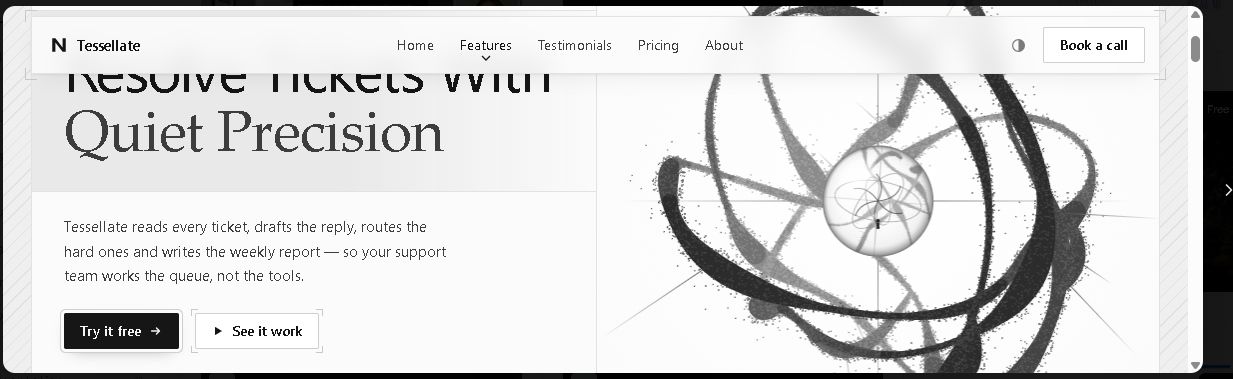 N Tessellate
Home Features Testimonials Pricing About
Book a call
Resolve Tickets With
Quiet Precision
Tessellate reads every ticket, drafts the reply, routes the
hard ones and writes the weekly report — so your support
team works the queue, not the tools.
Try it free →
See it work
Free